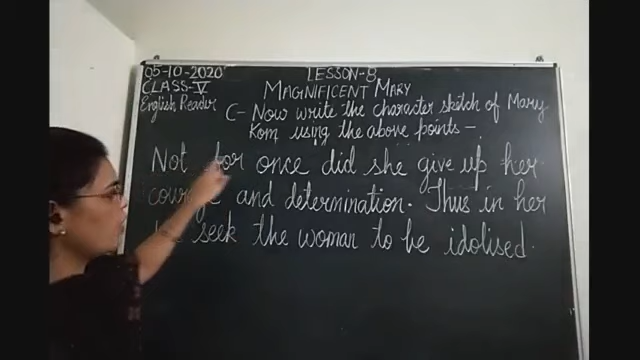 05-10-2020 LESSON-8
CLASS-V MAGNIFICENT MARY
English Reader
C- Now write the character sketch of Mary
Kom using the above points -
Not for once did she give up her
courage and determination. Thus in her
seek the woman to be idolised.